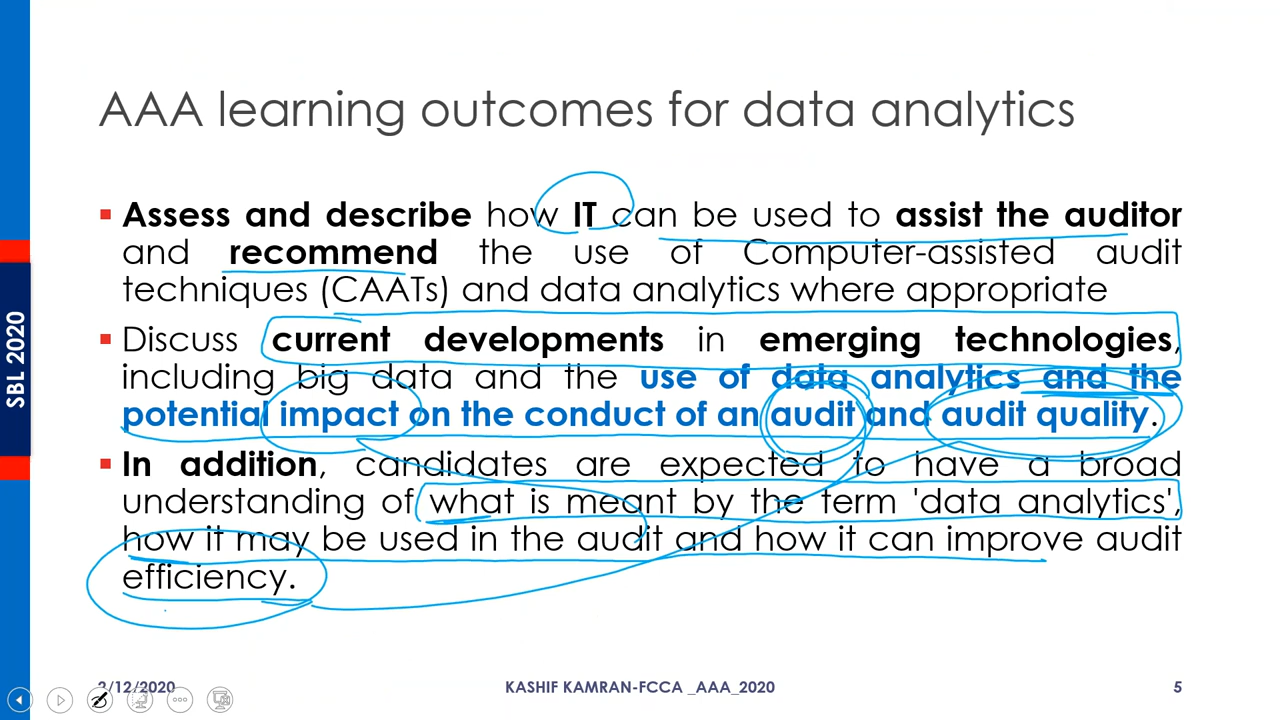 AAA learning outcomes for data analytics
Assess and describe how IT can be used to assist the auditor
and recommend the use of Computer-assisted audit
techniques (CAATs) and data analytics where appropriate
Discuss current developments in emerging technologies,
including big data and the use of data analytics and the
potential impact on the conduct of an audit and audit quality.
In addition, candidates are expected to have a broad
understanding of what is meant by the term 'data analytics',
how it may be used in the audit and how it can improve audit
efficiency.
SBL 2020
2/12/2020
KASHIF KAMRAN-FCCA _AAA_2020
5